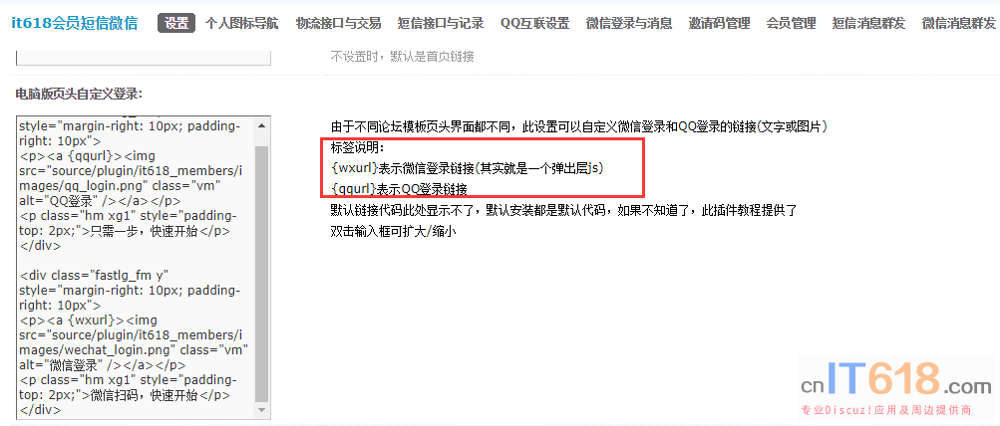 it618会员短信微信 设置 个人图标导航 物流接口与交易 短信接口与记录 QQ互联设置 微信登录与消息 邀请码管理 会员管理 短信消息群发 微信消息群发
不设置时，默认是首页链接
电脑版页头自定义登录:
style="margin-right: 10px; padding-
right: 10px">
<p><a {qqurl}><img
src="source/plugin/it618_members/i
mages/qq_login.png" class="vm"
alt="QQ登录" /></a></p>
<p class="hm xg1" style="padding-
top: 2px;">只需一步，快速开始</p>
</div>
<div class="fastlg_fm y"
style="margin-right: 10px; padding-
right: 10px">
<p><a {wxurl}><img
src="source/plugin/it618_members/i
mages/wechat_login.png" class="vm"
alt="微信登录" /></a></p>
<p class="hm xg1" style="padding-
top: 2px;">微信扫码，快速开始</p>
</div>
由于不同论坛模板页头界面都不同，此设置可以自定义微信登录和QQ登录的链接(文字或图片)
标签说明:
{wxurl}表示微信登录链接(其实就是一个弹出层js)
{qqurl}表示QQ登录链接
默认链接代码此处显示不了，默认安装都是默认代码，如果不知道了，此插件教程提供了
双击输入框可扩大/缩小
cnIT618.com
专业Discuz!应用及周边提供商